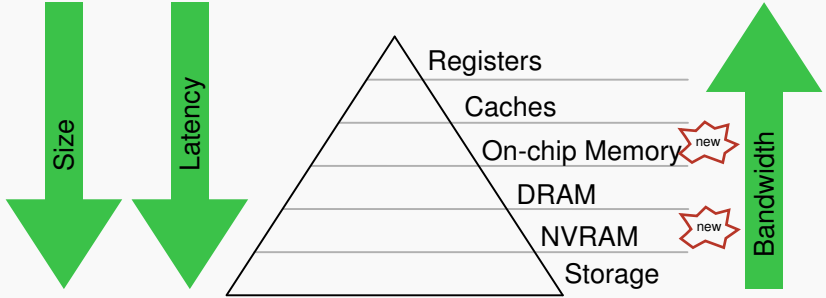 Size
Latency
Registers
Caches
On-chip Memory
new
DRAM
NVRAM
new
Storage
Bandwidth